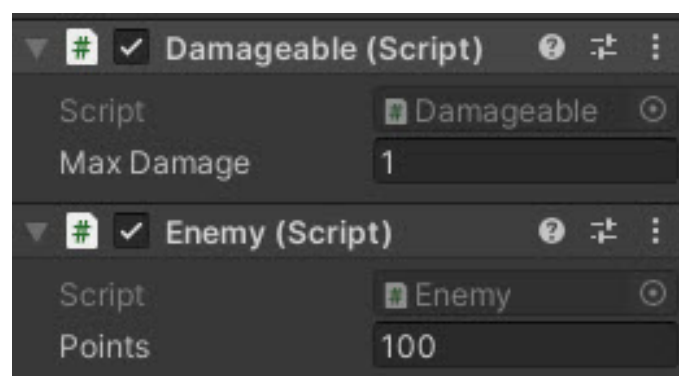 # Damageable (Script)
Script # Damageable
Max Damage 1
# Enemy (Script)
Script # Enemy
Points 100